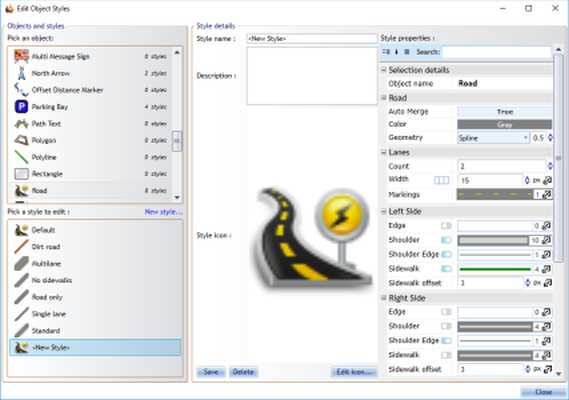 Edit Object Styles
Objects and styles
Pick an object:
Multi Message Sign 0 styles
North Arrow 2 styles
Offset Distance Marker 0 styles
Parking Bay 4 styles
Path Text 0 styles
Polygon 4 styles
Polyline 0 styles
Rectangle 0 styles
Road 8 styles
Pick a style to edit : New style...
Default
Dirt road
Multilane
No sidewalks
Road only
Single lane
Standard
<New Style>
Style details
Style name : <New Style>
Description :
Style icon :
Save Delete Edit icon...
Style properties :
Search:
Selection details
Object name Road
Road
Auto Merge True
Color Gray
Geometry Spline 0.5
Lanes
Count 2
Width 15 px
Markings 1
Left Side
Edge 0
Shoulder 10
Shoulder Edge 1
Sidewalk 4
Sidewalk offset 3 px
Right Side
Edge 0
Shoulder 4
Shoulder Edge 1
Sidewalk 4
Sidewalk offset 3 px
Close